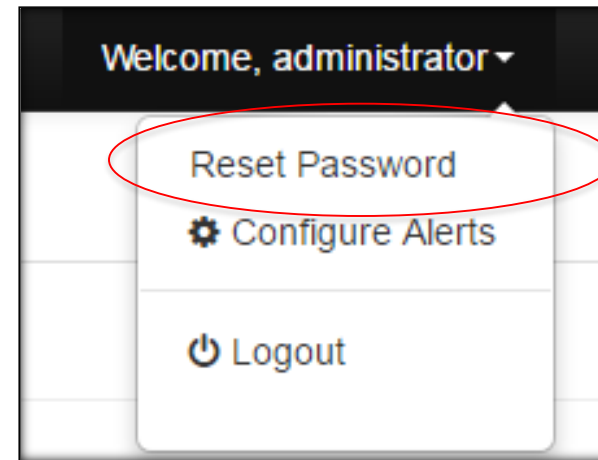 Welcome, administrator
Reset Password
Configure Alerts
Logout